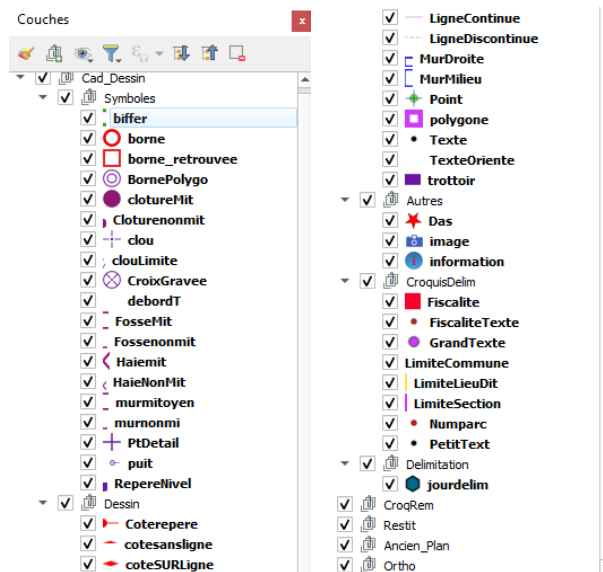 Couches
x
Cad_Dessin
Symboles
biffer
borne
borne_retrouvee
BornePolygo
clotureMit
Cloturenonmit
clou
clouLimite
CroixGravee
debordT
FosseMit
Fossenonmit
Haiemit
HaieNonMit
murmitoyen
murnonmi
PtDetail
puit
RepereNivel
Dessin
Coterepere
cotesansligne
coteSURLigne
LigneContinue
LigneDiscontinue
MurDroite
MurMilieu
Point
polygone
Texte
TexteOriente
trottoir
Autres
Das
image
information
CroquisDelim
Fiscalite
FiscaliteTexte
GrandTexte
LimiteCommune
LimiteLieuDit
LimiteSection
Numparc
PetitText
Delimitation
jourdelim
CroqRem
Restit
Ancien_Plan
Ortho